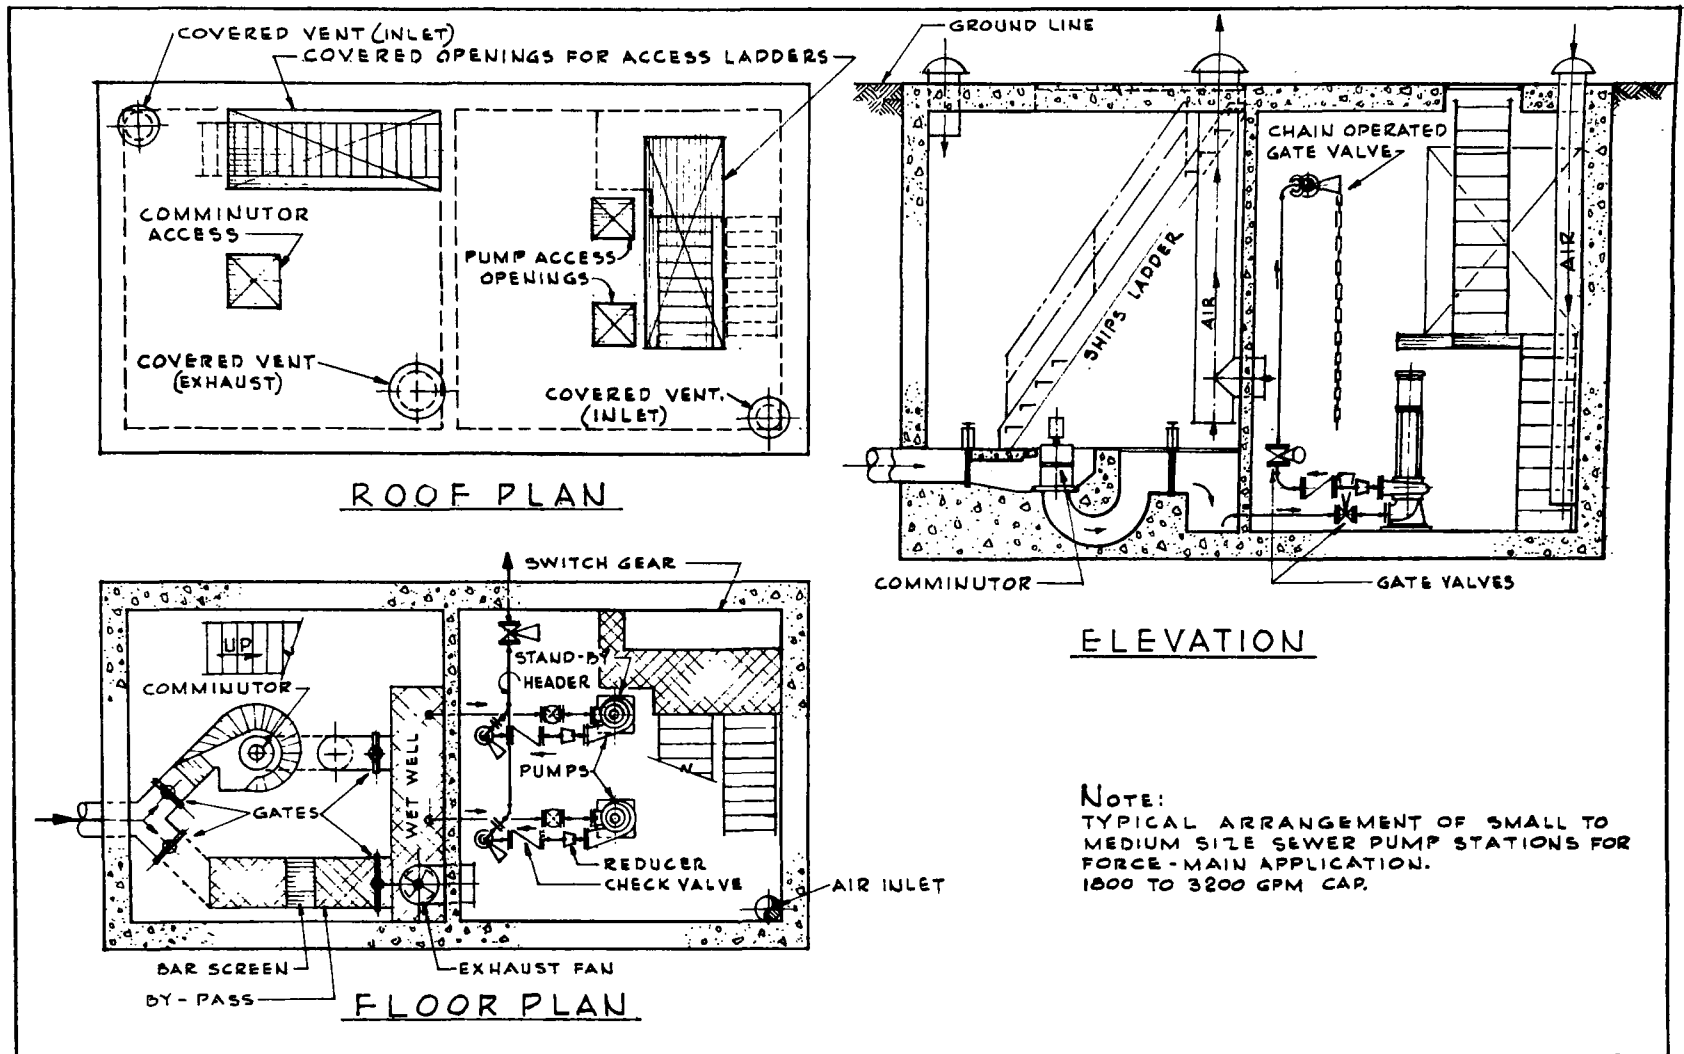 COVERED VENT (INLET)
COVERED OPENINGS FOR ACCESS LADDERS
COMMINUTOR
ACCESS
PUMP ACCESS
OPENINGS
COVERED VENT
(EXHAUST)
COVERED VENT.
(INLET)
ROOF PLAN
GROUND LINE
CHAIN OPERATED
GATE VALVE
SHIPS LADDER
AIR
AIR
COMMINUTOR
GATE VALVES
ELEVATION
SWITCH GEAR
UP
STAND-BY
HEADER
COMMINUTOR
WET WELL
PUMPS
GATES
REDUCER
CHECK VALVE
AIR INLET
BAR SCREEN
EXHAUST FAN
BY-PASS
FLOOR PLAN
NOTE:
TYPICAL ARRANGEMENT OF SMALL TO
MEDIUM SIZE SEWER PUMP STATIONS FOR
FORCE-MAIN APPLICATION.
1800 TO 3200 GPM CAP.